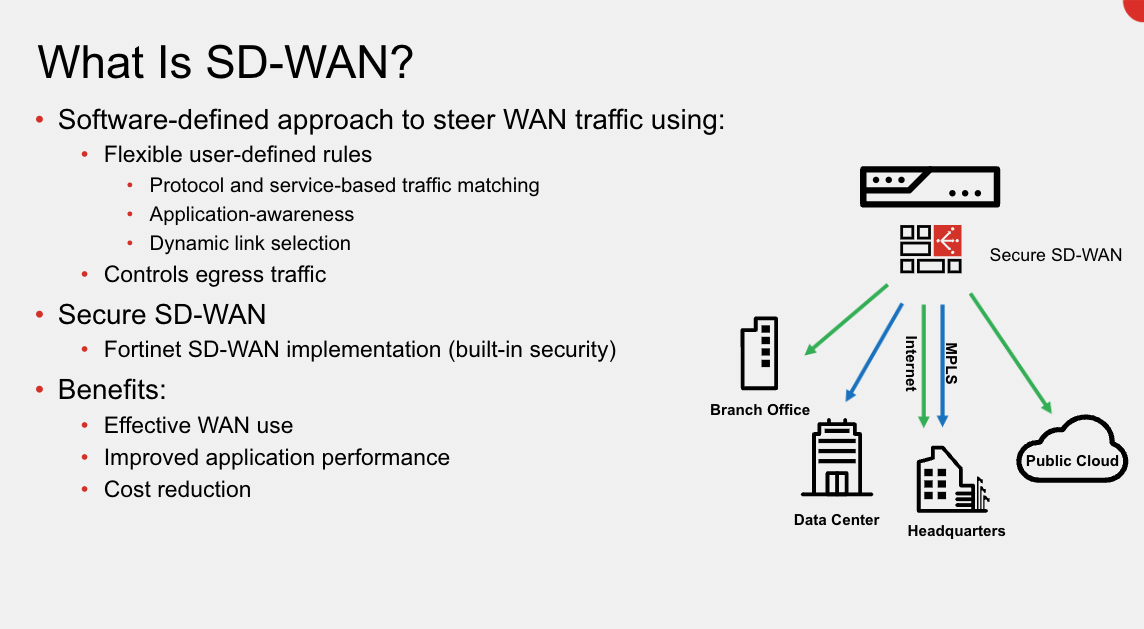 What Is SD-WAN?
• Software-defined approach to steer WAN traffic using:
• Flexible user-defined rules
• Protocol and service-based traffic matching
• Application-awareness
• Dynamic link selection
• Controls egress traffic
• Secure SD-WAN
• Fortinet SD-WAN implementation (built-in security)
• Benefits:
• Effective WAN use
• Improved application performance
• Cost reduction
Secure SD-WAN
Internet
MPLS
Branch Office
Data Center
Headquarters
Public Cloud